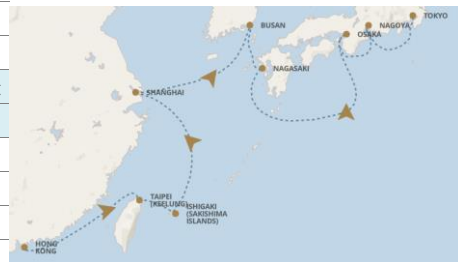 TOKYO
BUSAN
NAGOYA
OSAKA
NAGASAKI
SHANGHAI
TAIPEI
(KEELUNG)
ISHIGAKI
(SAKISHIMA
ISLANDS)
HONG
KONG